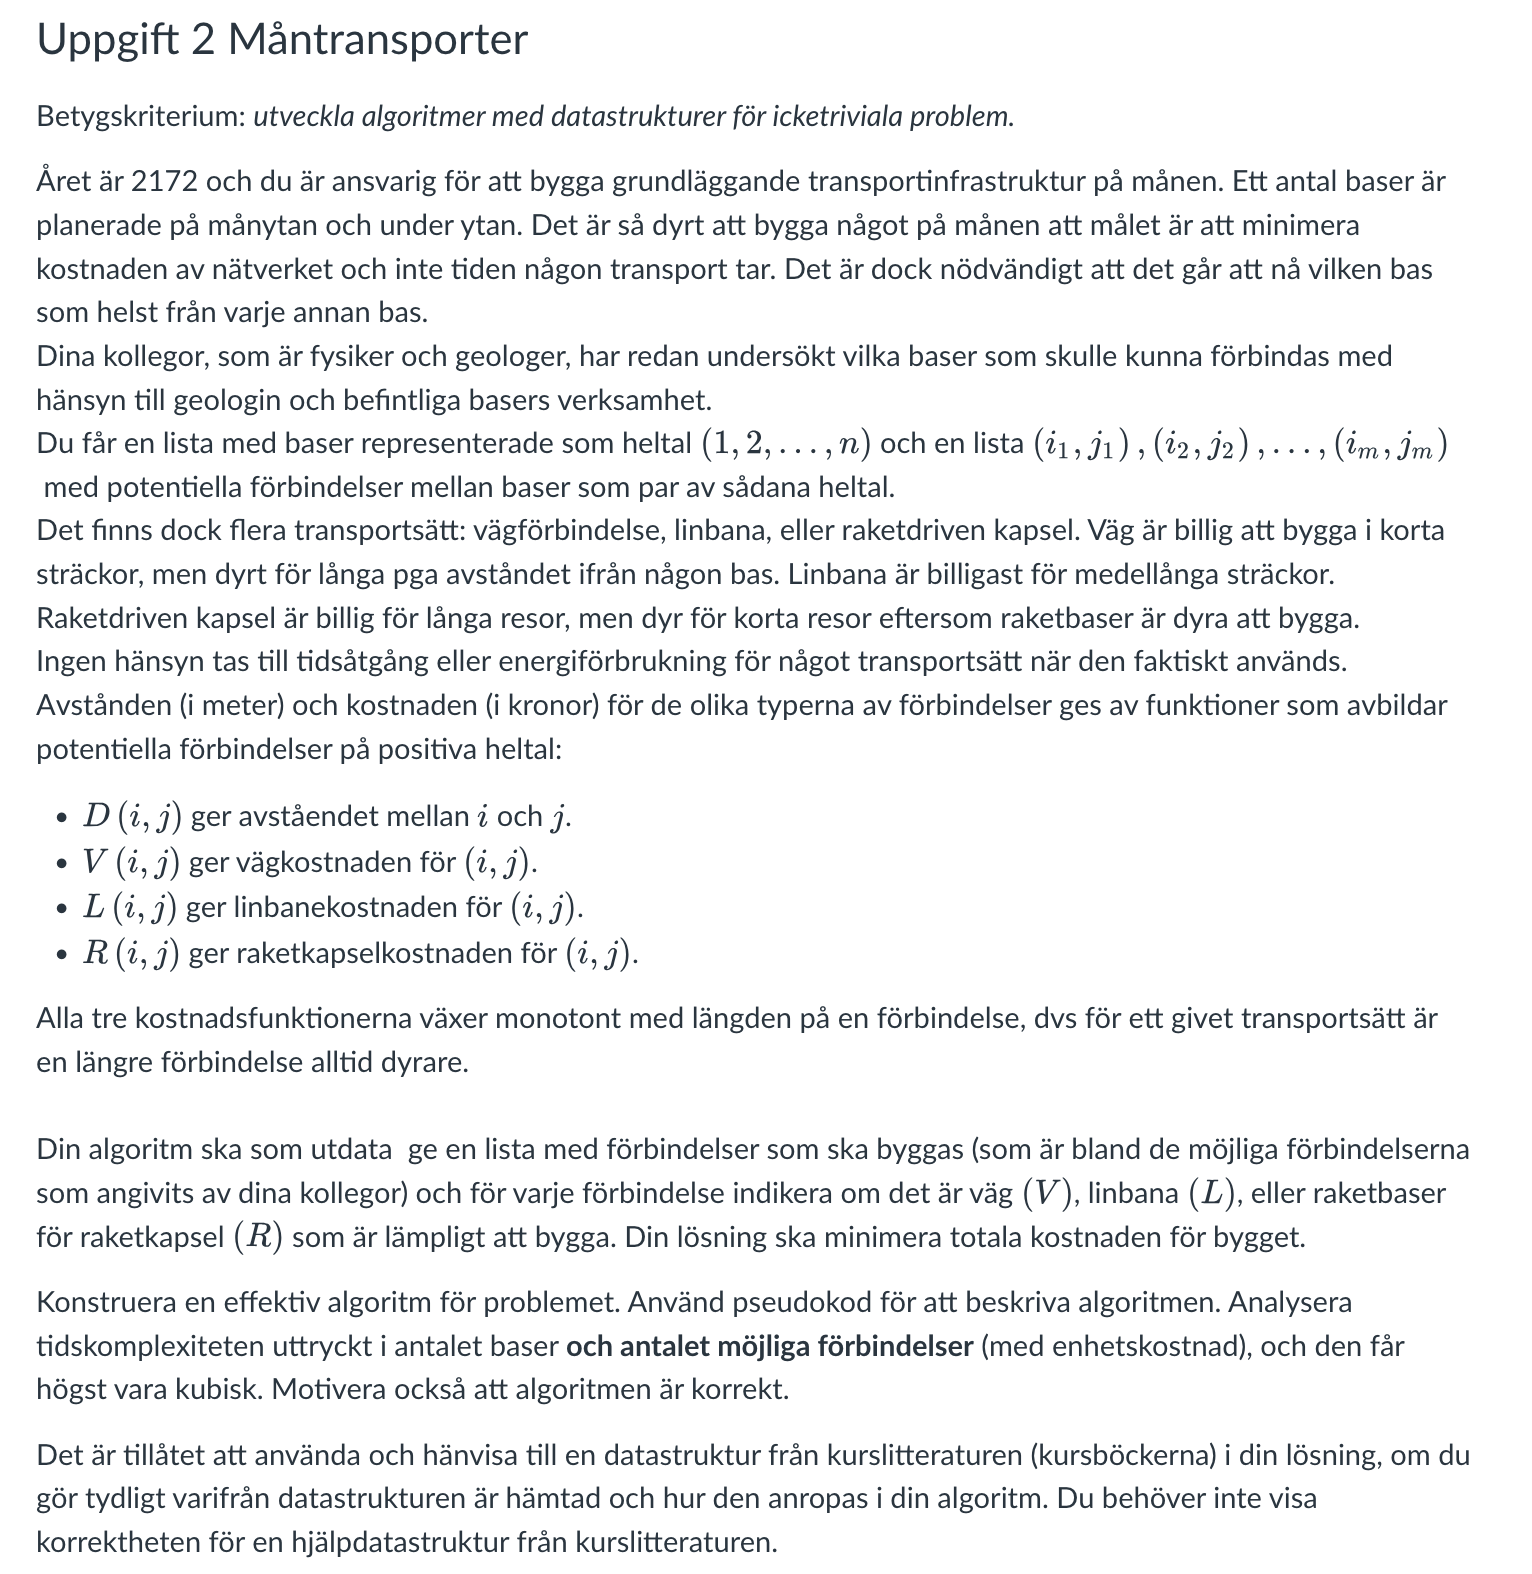 Uppgift 2 Måntransporter
Betygskriterium: utveckla algoritmer med datastrukturer för icketriviala problem.
Året är 2172 och du är ansvarig för att bygga grundläggande transportinfrastruktur på månen. Ett antal baser är
planerade på månytan och under ytan. Det är så dyrt att bygga något på månen att målet är att minimera
kostnaden av nätverket och inte tiden någon transport tar. Det är dock nödvändigt att det går att nå vilken bas
som helst från varje annan bas.
Dina kollegor, som är fysiker och geologer, har redan undersökt vilka baser som skulle kunna förbindas med
hänsyn till geologin och befintliga basers verksamhet.
Du får en lista med baser representerade som heltal (1, 2, . . . , n) och en lista (i₁, j₁) , (i₂, j₂) , . . . , (iₘ, jₘ)
med potentiella förbindelser mellan baser som par av sådana heltal.
Det finns dock flera transportsätt: vägförbindelse, linbana, eller raketdriven kapsel. Väg är billig att bygga i korta
sträckor, men dyrt för långa pga avståndet ifrån någon bas. Linbana är billigast för medellånga sträckor.
Raketdriven kapsel är billig för långa resor, men dyr för korta resor eftersom raketbaser är dyra att bygga.
Ingen hänsyn tas till tidsåtgång eller energiförbrukning för något transportsätt när den faktiskt används.
Avstånden (i meter) och kostnaden (i kronor) för de olika typerna av förbindelser ges av funktioner som avbildar
potentiella förbindelser på positiva heltal:
• D (i, j) ger avståendet mellan i och j.
• V (i, j) ger vägkostnaden för (i, j).
• L (i, j) ger linbanekostnaden för (i, j).
• R (i, j) ger raketkapselkostnaden för (i, j).
Alla tre kostnadsfunktionerna växer monotont med längden på en förbindelse, dvs för ett givet transportsätt är
en längre förbindelse alltid dyrare.
Din algoritm ska som utdata ge en lista med förbindelser som ska byggas (som är bland de möjliga förbindelserna
som angivits av dina kollegor) och för varje förbindelse indikera om det är väg (V), linbana (L), eller raketbaser
för raketkapsel (R) som är lämpligt att bygga. Din lösning ska minimera totala kostnaden för bygget.
Konstruera en effektiv algoritm för problemet. Använd pseudokod för att beskriva algoritmen. Analysera
tidskomplexiteten uttryckt i antalet baser och antalet möjliga förbindelser (med enhetskostnad), och den får
högst vara kubisk. Motivera också att algoritmen är korrekt.
Det är tillåtet att använda och hänvisa till en datastruktur från kurslitteraturen (kursböckerna) i din lösning, om du
gör tydligt varifrån datastrukturen är hämtad och hur den anropas i din algoritm. Du behöver inte visa
korrektheten för en hjälpdatastruktur från kurslitteraturen.